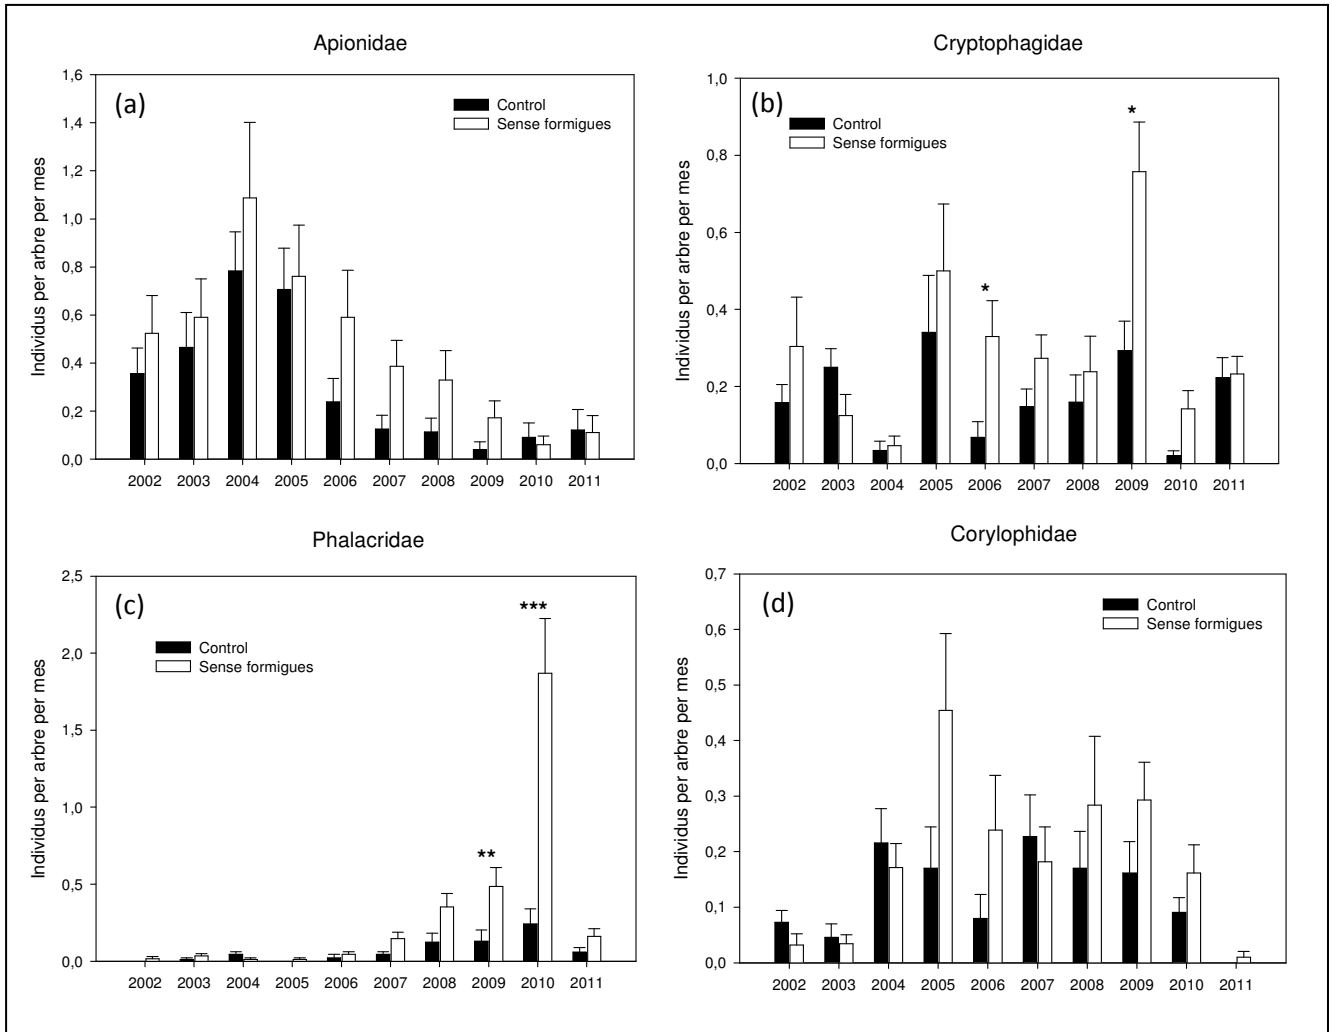 Apionidae
(a)
Control
Sense formigues
Individus per arbre per mes
1,6
1,4
1,2
1,0
0,8
0,6
0,4
0,2
0,0
2002 2003 2004 2005 2006 2007 2008 2009 2010 2011
Cryptophagidae
(b)
Control
Sense formigues
*
*
Individus per arbre per mes
1,0
0,8
0,6
0,4
0,2
0,0
2002 2003 2004 2005 2006 2007 2008 2009 2010 2011
Phalacridae
(c)
Control
Sense formigues
***
**
Individus per arbre per mes
2,5
2,0
1,5
1,0
0,5
0,0
2002 2003 2004 2005 2006 2007 2008 2009 2010 2011
Corylophidae
(d)
Control
Sense formigues
Individus per arbre per mes
0,7
0,6
0,5
0,4
0,3
0,2
0,1
0,0
2002 2003 2004 2005 2006 2007 2008 2009 2010 2011